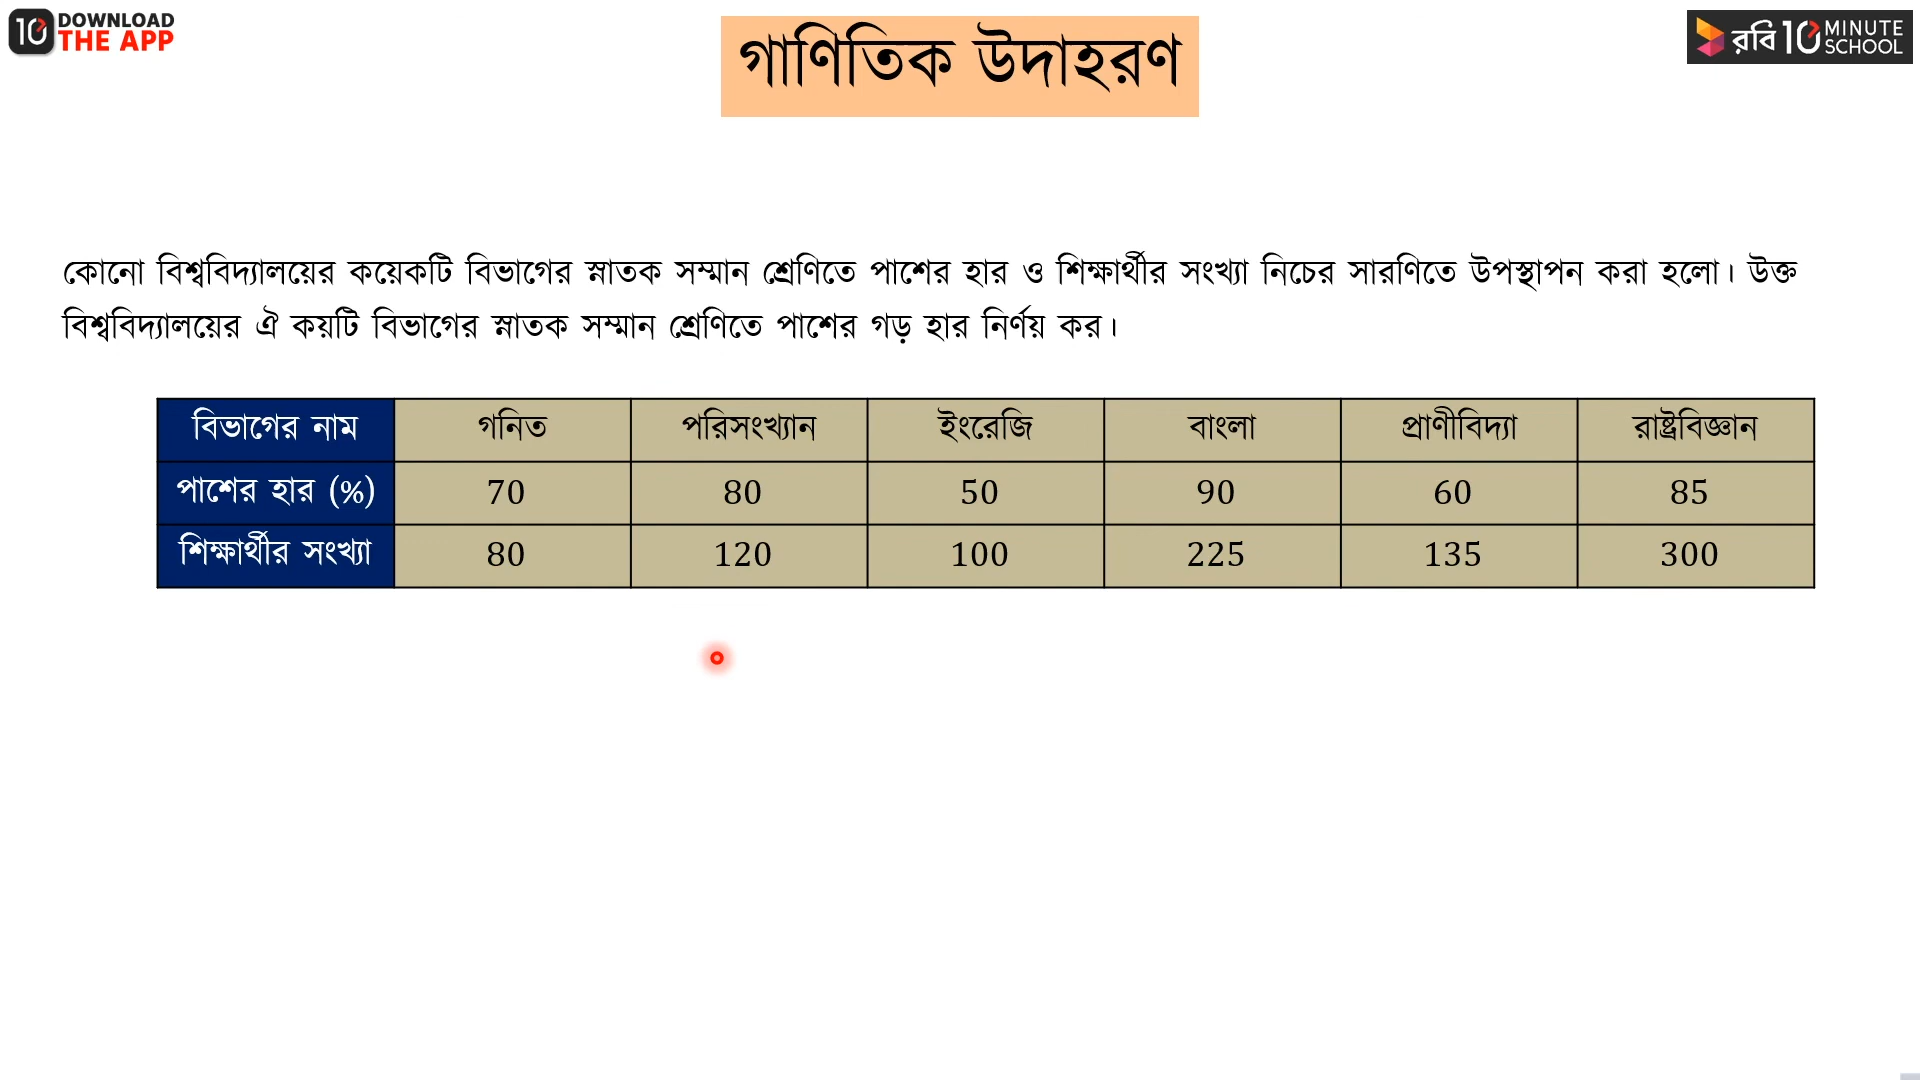 10 DOWNLOAD THE APP
রবি 10 MINUTE SCHOOL
গাণিতিক উদাহরণ
কোনো বিশ্ববিদ্যালয়ের কয়েকটি বিভাগের স্নাতক সম্মান শ্রেণিতে পাশের হার ও শিক্ষার্থীর সংখ্যা নিচের সারণিতে উপস্থাপন করা হলো। উক্ত
বিশ্ববিদ্যালয়ের ঐ কয়টি বিভাগের স্নাতক সম্মান শ্রেণিতে পাশের গড় হার নির্ণয় কর।
বিভাগের নাম গনিত পরিসংখ্যান ইংরেজি বাংলা প্রাণীবিদ্যা রাষ্ট্রবিজ্ঞান
পাশের হার (%) 70 80 50 90 60 85
শিক্ষার্থীর সংখ্যা 80 120 100 225 135 300